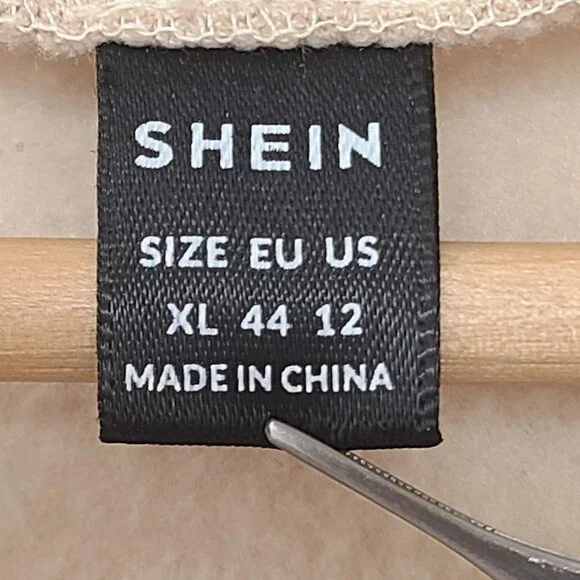 SHEIN
SIZE EU US
XL 44 12
MADE IN CHINA